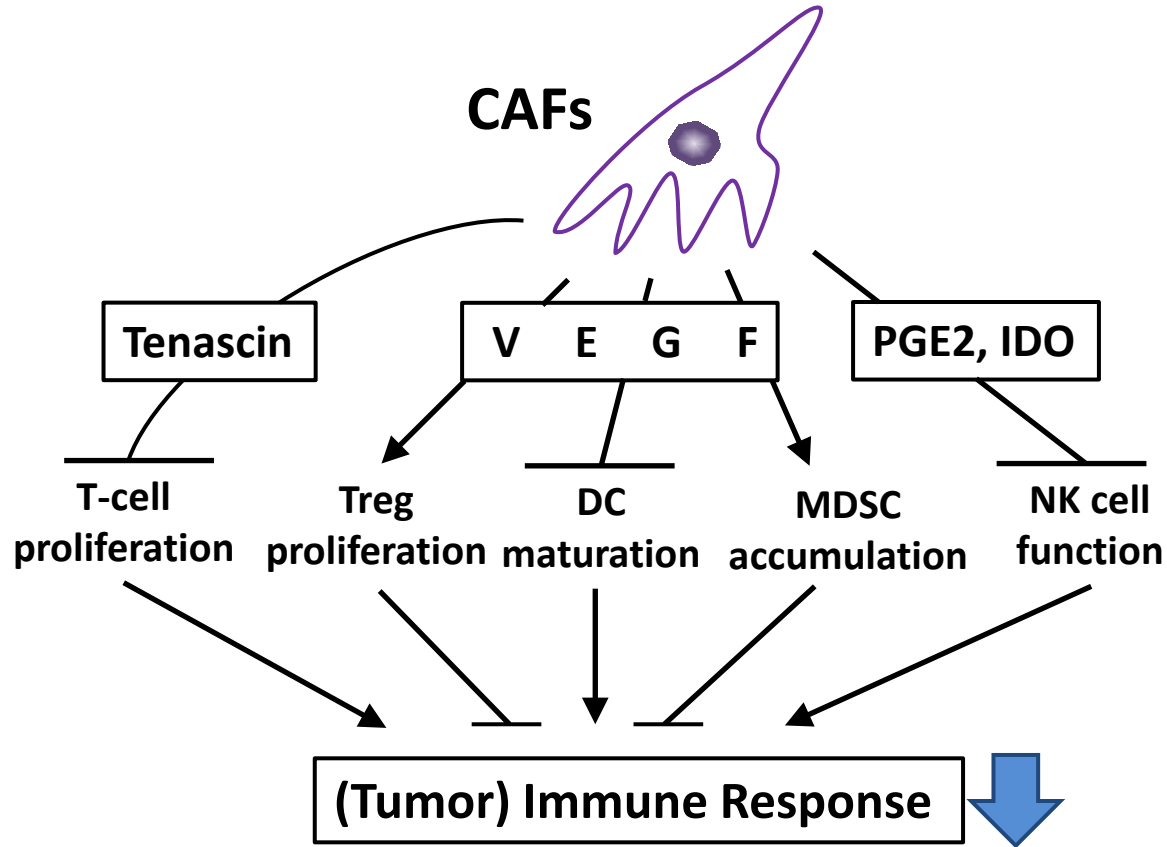 CAFs
Tenascin
V E G F
PGE2, IDO
T-cell
proliferation
Treg
proliferation
DC
maturation
MDSC
accumulation
NK cell
function
(Tumor) Immune Response